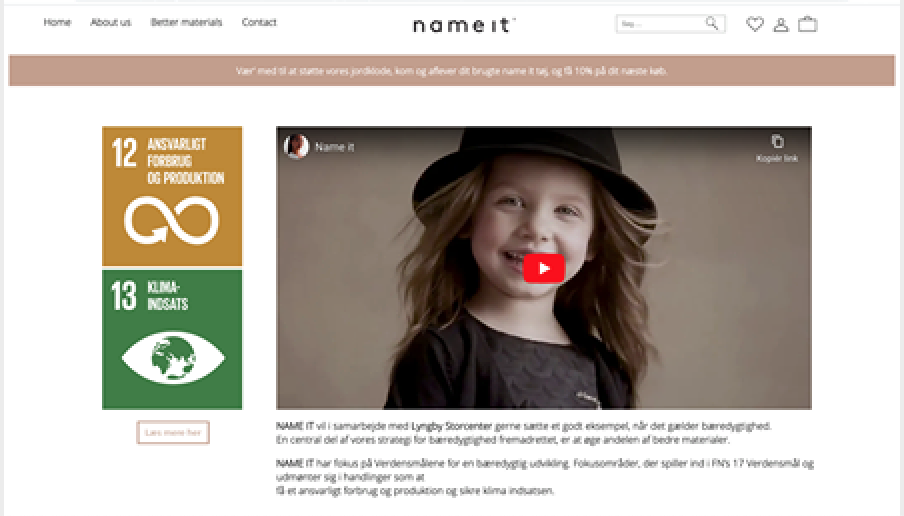 Home About us Better materials Contact
name it
Søg...
Vær' med til at støtte vores jordklode, kom og aflever dit brugte name it tøj, og få 10% på dit næste køb.
12 ANSVARLIGT
FORBRUG
OG PRODUKTION
13 KLIMA-
INDSATS
Læs mere her
Name it
Kopiér link
NAME IT vil i samarbejde med Lyngby Storcenter gerne sætte et godt eksempel, når det gælder bæredygtighed.
En central del af vores strategi for bæredygtighed fremadrettet, er at øge andelen af bedre materialer.
NAME IT har fokus på Verdensmålene for en bæredygtig udvikling. Fokusområder, der spiller ind i FN's 17 Verdensmål og
udmønter sig i handlinger som at
få et ansvarligt forbrug og produktion og sikre klima indsatsen.